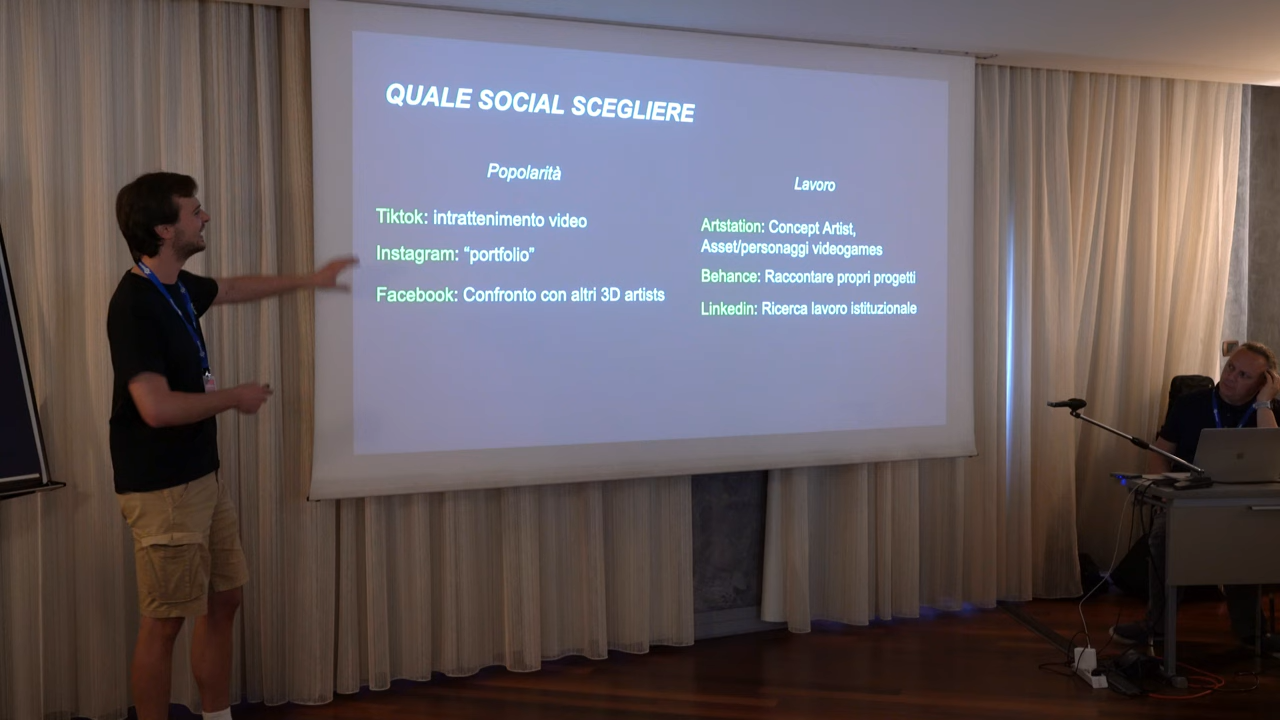 QUALE SOCIAL SCEGLIERE
Popolarità
Tiktok: intrattenimento video
Instagram: “portfolio”
Facebook: Confronto con altri 3D artists
Lavoro
Artstation: Concept Artist,
Asset/personaggi videogames
Behance: Raccontare propri progetti
Linkedin: Ricerca lavoro istituzionale